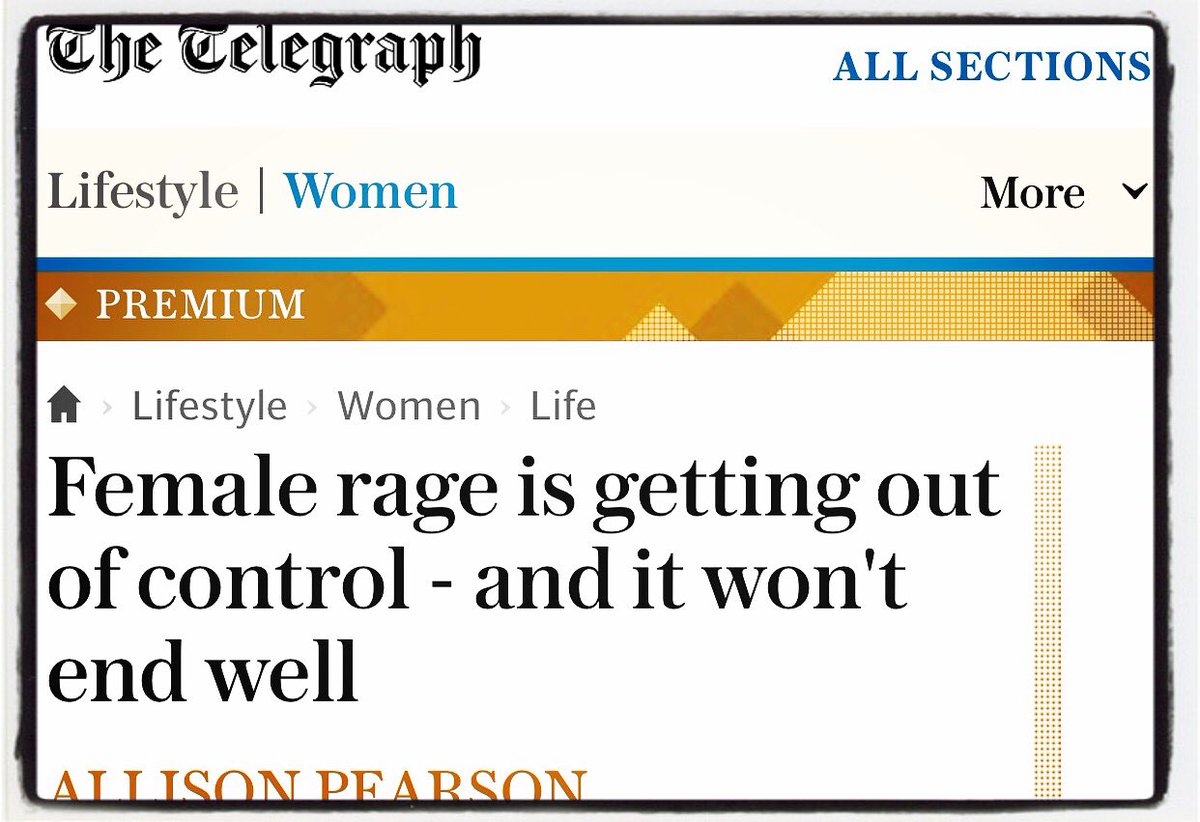 The Telegraph
ALL SECTIONS
Lifestyle | Women
More
PREMIUM
Lifestyle › Women › Life
Female rage is getting out
of control - and it won't
end well
ALLISON PEARSON